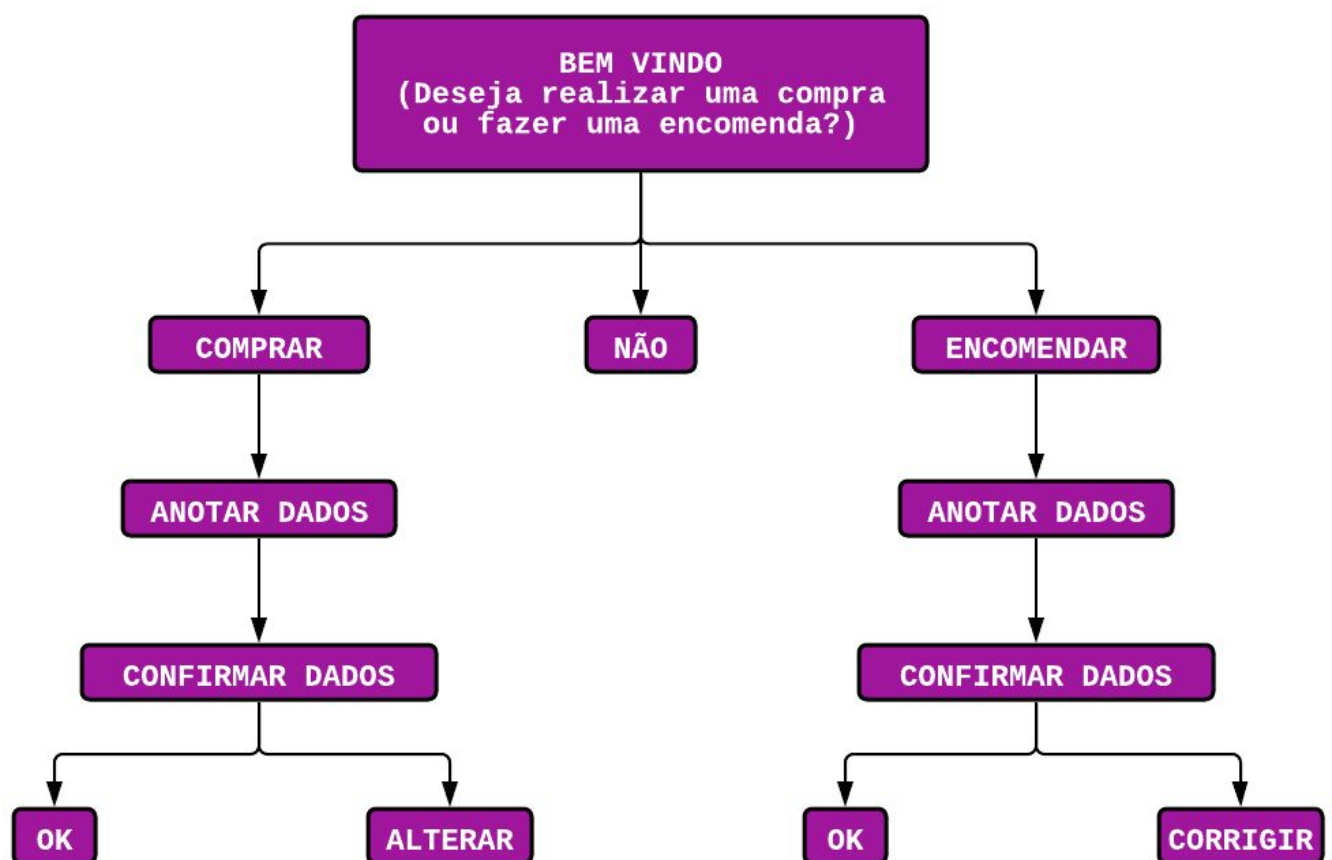 BEM VINDO
(Deseja realizar uma compra
ou fazer uma encomenda?)
COMPRAR
NÃO
ENCOMENDAR
ANOTAR DADOS
ANOTAR DADOS
CONFIRMAR DADOS
CONFIRMAR DADOS
OK
ALTERAR
OK
CORRIGIR